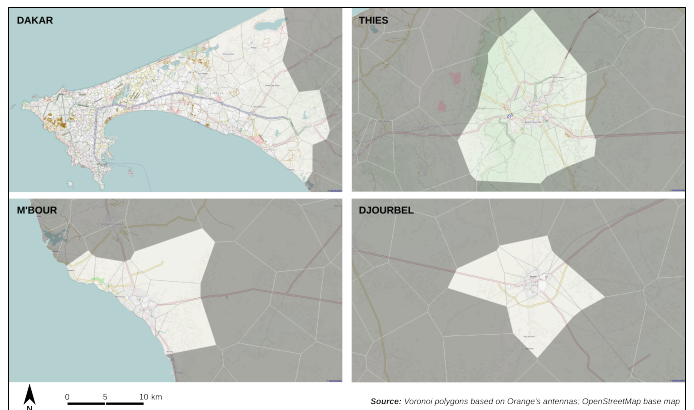 DAKAR
THIES
M'BOUR
DJOURBEL
0 5 10 km
N
Source: Voronoi polygons based on Orange's antennas; OpenStreetMap base map